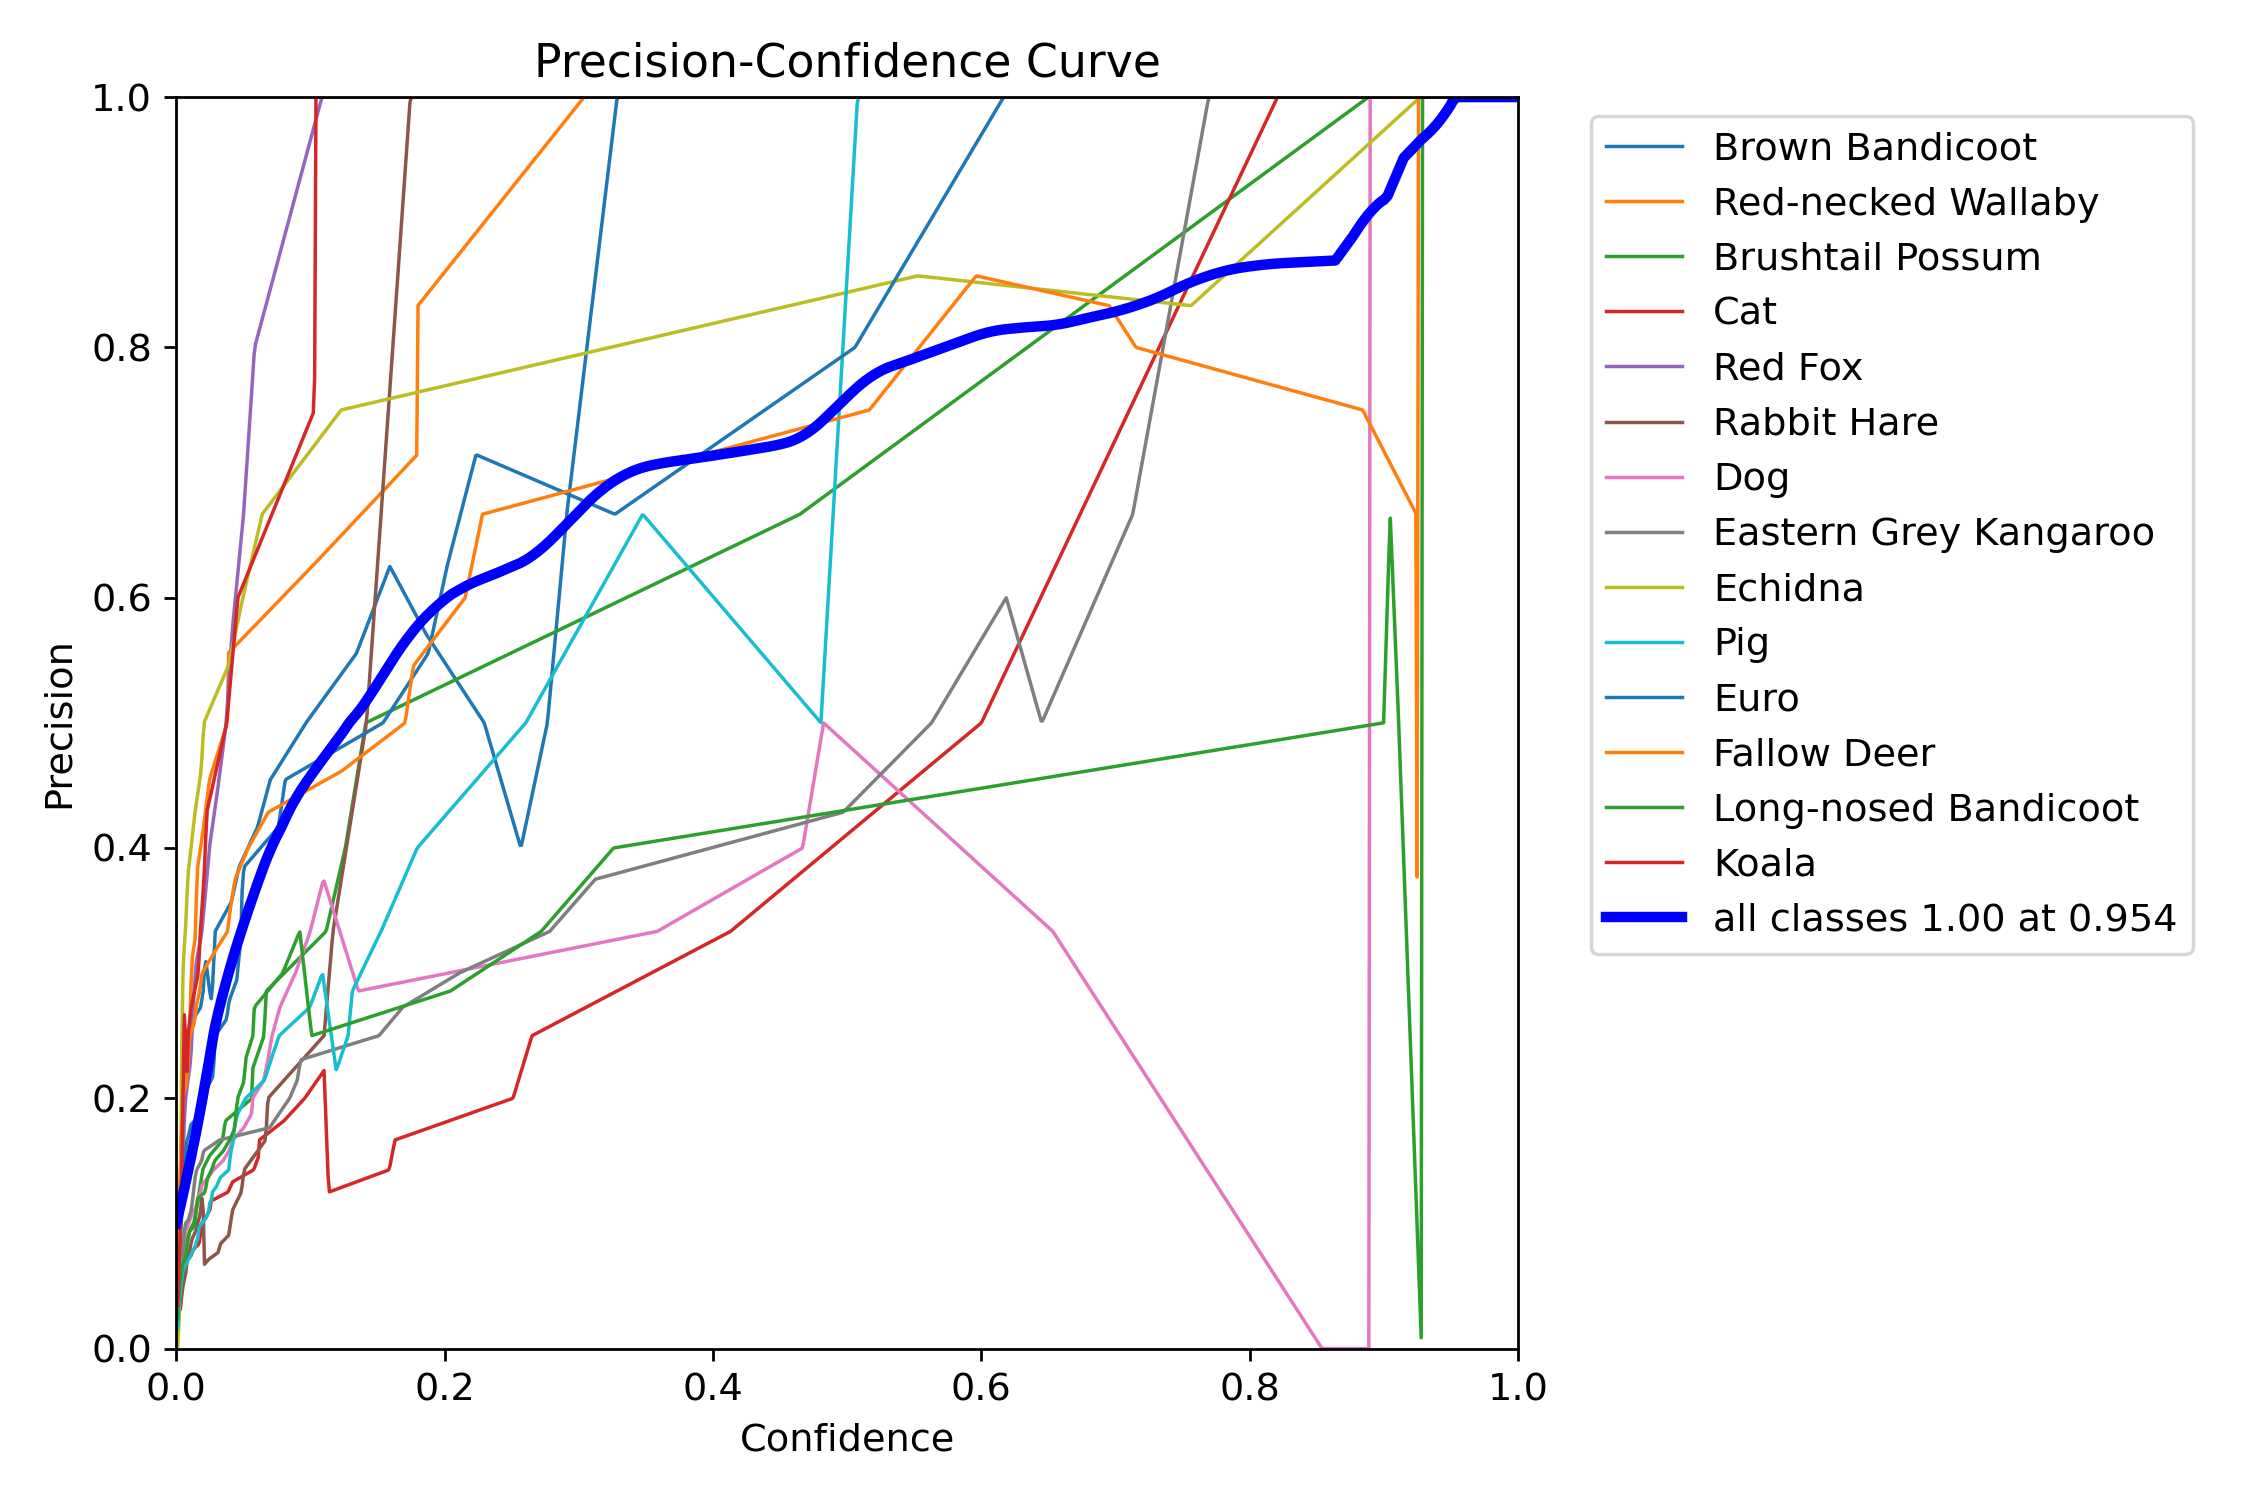 Precision-Confidence Curve
1.0
0.8
0.6
0.4
0.2
0.0
Precision
0.0 0.2 0.4 0.6 0.8 1.0
Confidence
Brown Bandicoot
Red-necked Wallaby
Brushtail Possum
Cat
Red Fox
Rabbit Hare
Dog
Eastern Grey Kangaroo
Echidna
Pig
Euro
Fallow Deer
Long-nosed Bandicoot
Koala
all classes 1.00 at 0.954